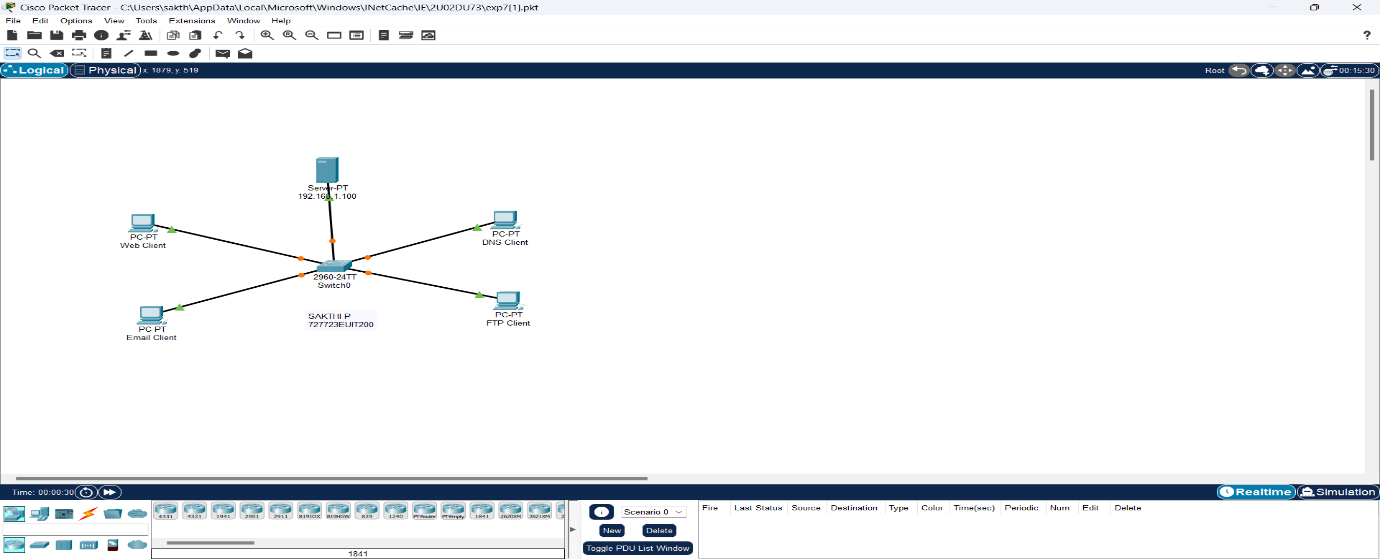 Cisco Packet Tracer - C:\Users\sakth\AppData\Local\Microsoft\Windows\INetCache\IE\2U02DU73\exp7[1].pkt
File Edit Options View Tools Extensions Window Help
?
Logical Physical x: 1879, y: 519 Root 00:15:30
Server-PT
192.168.1.100
PC-PT
Web Client
PC-PT
DNS Client
2960-24TT
Switch0
PC-PT
Email Client
PC-PT
FTP Client
SAKTHI P
727723EUIT200
Time: 00:00:30 Realtime Simulation
4331 4321 1941 2901 2911 819IOX 819HGW 829 1240 PT-Router PT-Empty 1841 2620XM 2621XM
1841
Scenario 0
New Delete
Toggle PDU List Window
Fire Last Status Source Destination Type Color Time(sec) Periodic Num Edit Delete